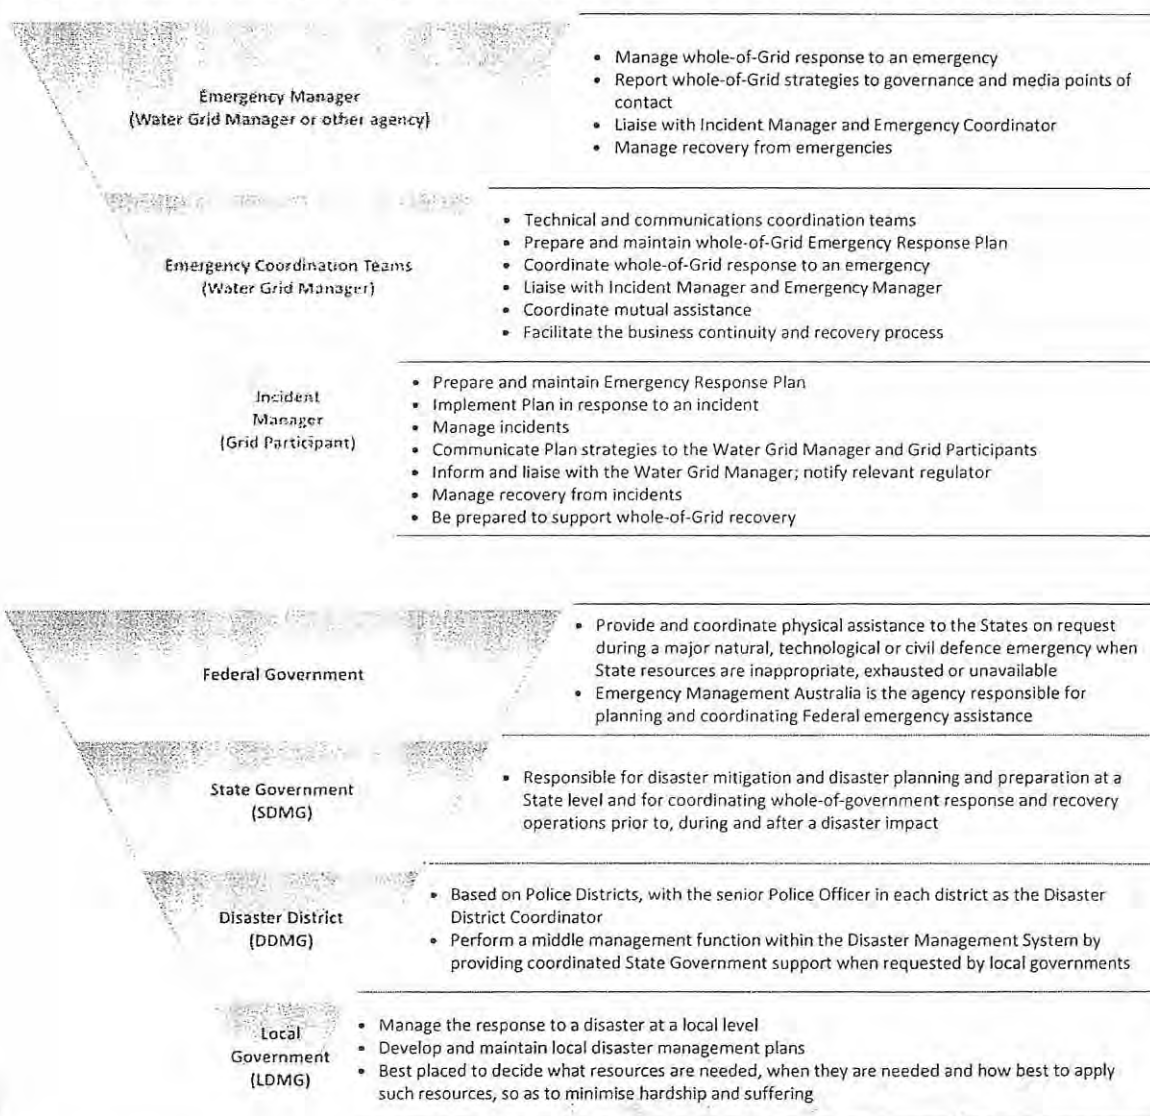 Emergency Manager
(Water Grid Manager or other agency)
• Manage whole-of-Grid response to an emergency
• Report whole-of-Grid strategies to governance and media points of
contact
• Liaise with Incident Manager and Emergency Coordinator
• Manage recovery from emergencies
Emergency Coordination Teams
(Water Grid Manager)
• Technical and communications coordination teams
• Prepare and maintain whole-of-Grid Emergency Response Plan
• Coordinate whole-of-Grid response to an emergency
• Liaise with Incident Manager and Emergency Manager
• Coordinate mutual assistance
• Facilitate the business continuity and recovery process
Incident
Manager
(Grid Participant)
• Prepare and maintain Emergency Response Plan
• Implement Plan in response to an incident
• Manage incidents
• Communicate Plan strategies to the Water Grid Manager and Grid Participants
• Inform and liaise with the Water Grid Manager; notify relevant regulator
• Manage recovery from incidents
• Be prepared to support whole-of-Grid recovery
Federal Government
• Provide and coordinate physical assistance to the States on request
during a major natural, technological or civil defence emergency when
State resources are inappropriate, exhausted or unavailable
• Emergency Management Australia is the agency responsible for
planning and coordinating Federal emergency assistance
State Government
(SDMG)
• Responsible for disaster mitigation and disaster planning and preparation at a
State level and for coordinating whole-of-government response and recovery
operations prior to, during and after a disaster impact
Disaster District
(DDMG)
• Based on Police Districts, with the senior Police Officer in each district as the Disaster
District Coordinator
• Perform a middle management function within the Disaster Management System by
providing coordinated State Government support when requested by local governments
Local
Government
(LDMG)
• Manage the response to a disaster at a local level
• Develop and maintain local disaster management plans
• Best placed to decide what resources are needed, when they are needed and how best to apply
such resources, so as to minimise hardship and suffering